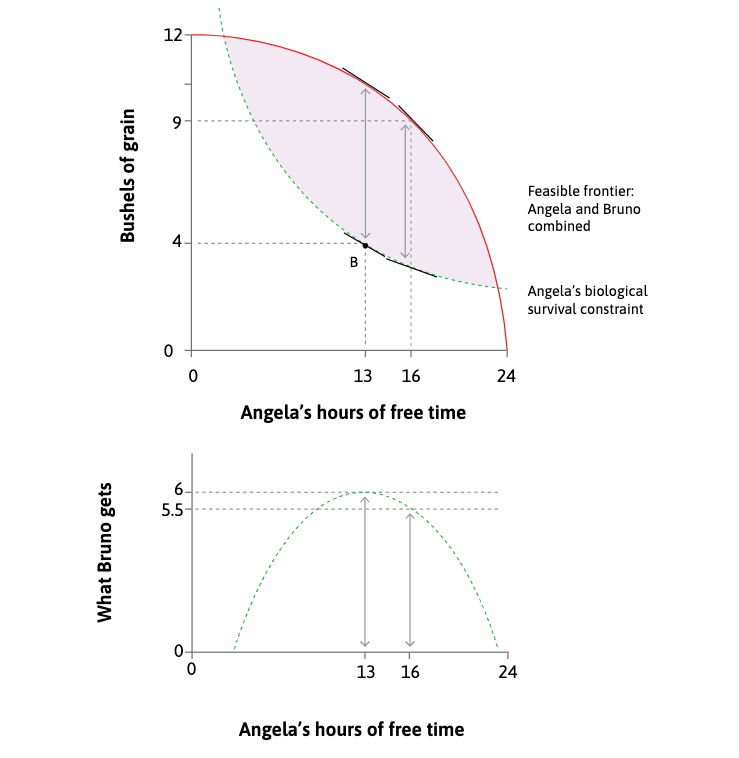 12
9
4
0
Bushels of grain
B
Feasible frontier:
Angela and Bruno
combined
Angela's biological
survival constraint
0
13
16
24
Angela's hours of free time
6
5.5
0
What Bruno gets
0
13
16
24
Angela's hours of free time